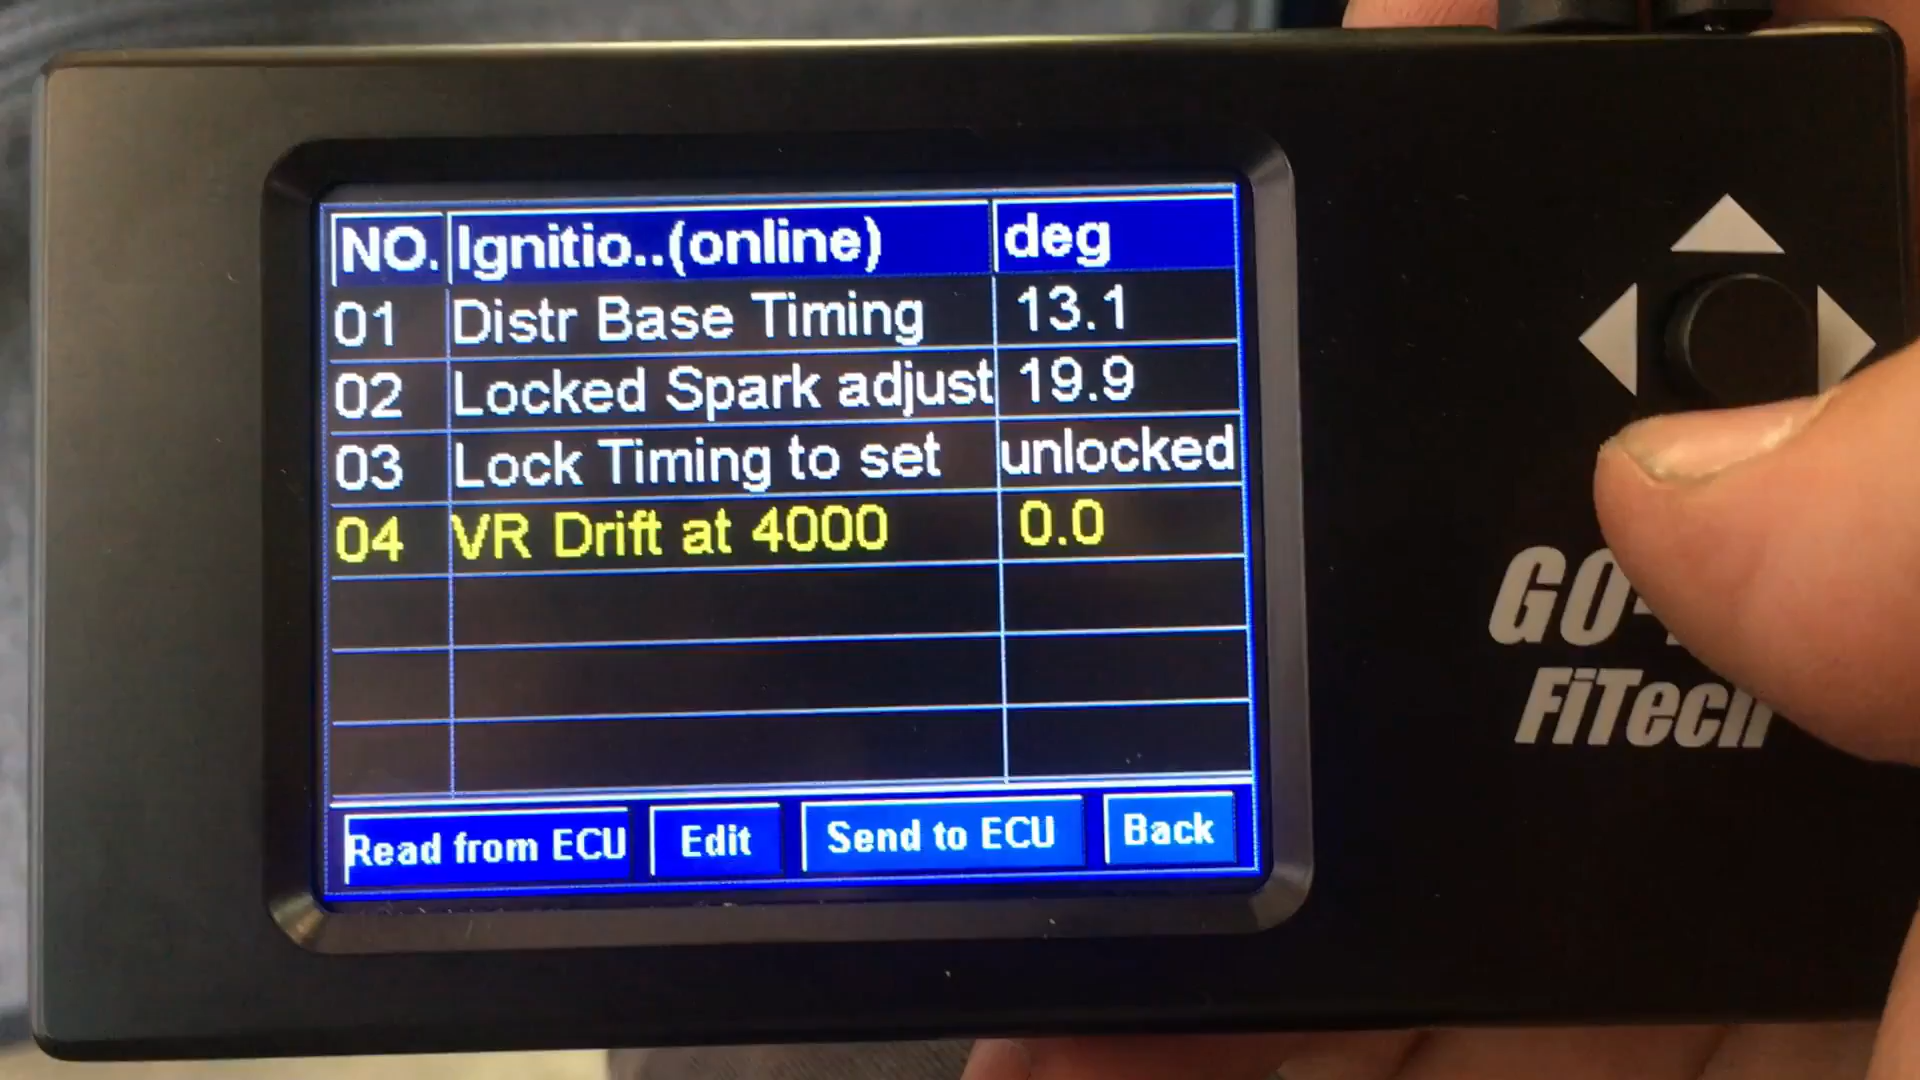 NO. Ignitio..(online) deg
01 Distr Base Timing 13.1
02 Locked Spark adjust 19.9
03 Lock Timing to set unlocked
04 VR Drift at 4000 0.0
Read from ECU Edit Send to ECU Back
GO
FiTech